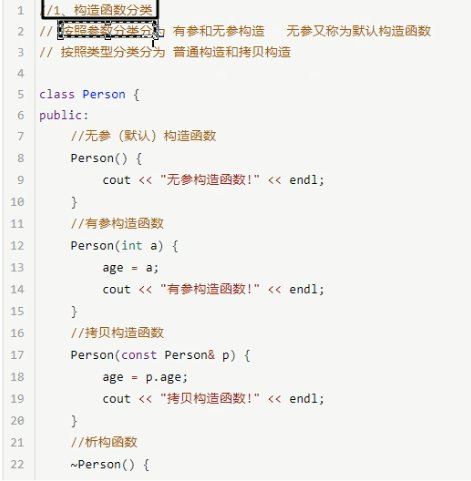 1 //1、构造函数分类
2 // 按照参数分类分为 有参和无参构造   无参又称为默认构造函数
3 // 按照类型分类分为 普通构造和拷贝构造
4
5 class Person {
6 public:
7     //无参（默认）构造函数
8     Person() {
9         cout << "无参构造函数!" << endl;
10     }
11     //有参构造函数
12     Person(int a) {
13         age = a;
14         cout << "有参构造函数!" << endl;
15     }
16     //拷贝构造函数
17     Person(const Person& p) {
18         age = p.age;
19         cout << "拷贝构造函数!" << endl;
20     }
21     //析构函数
22     ~Person() {